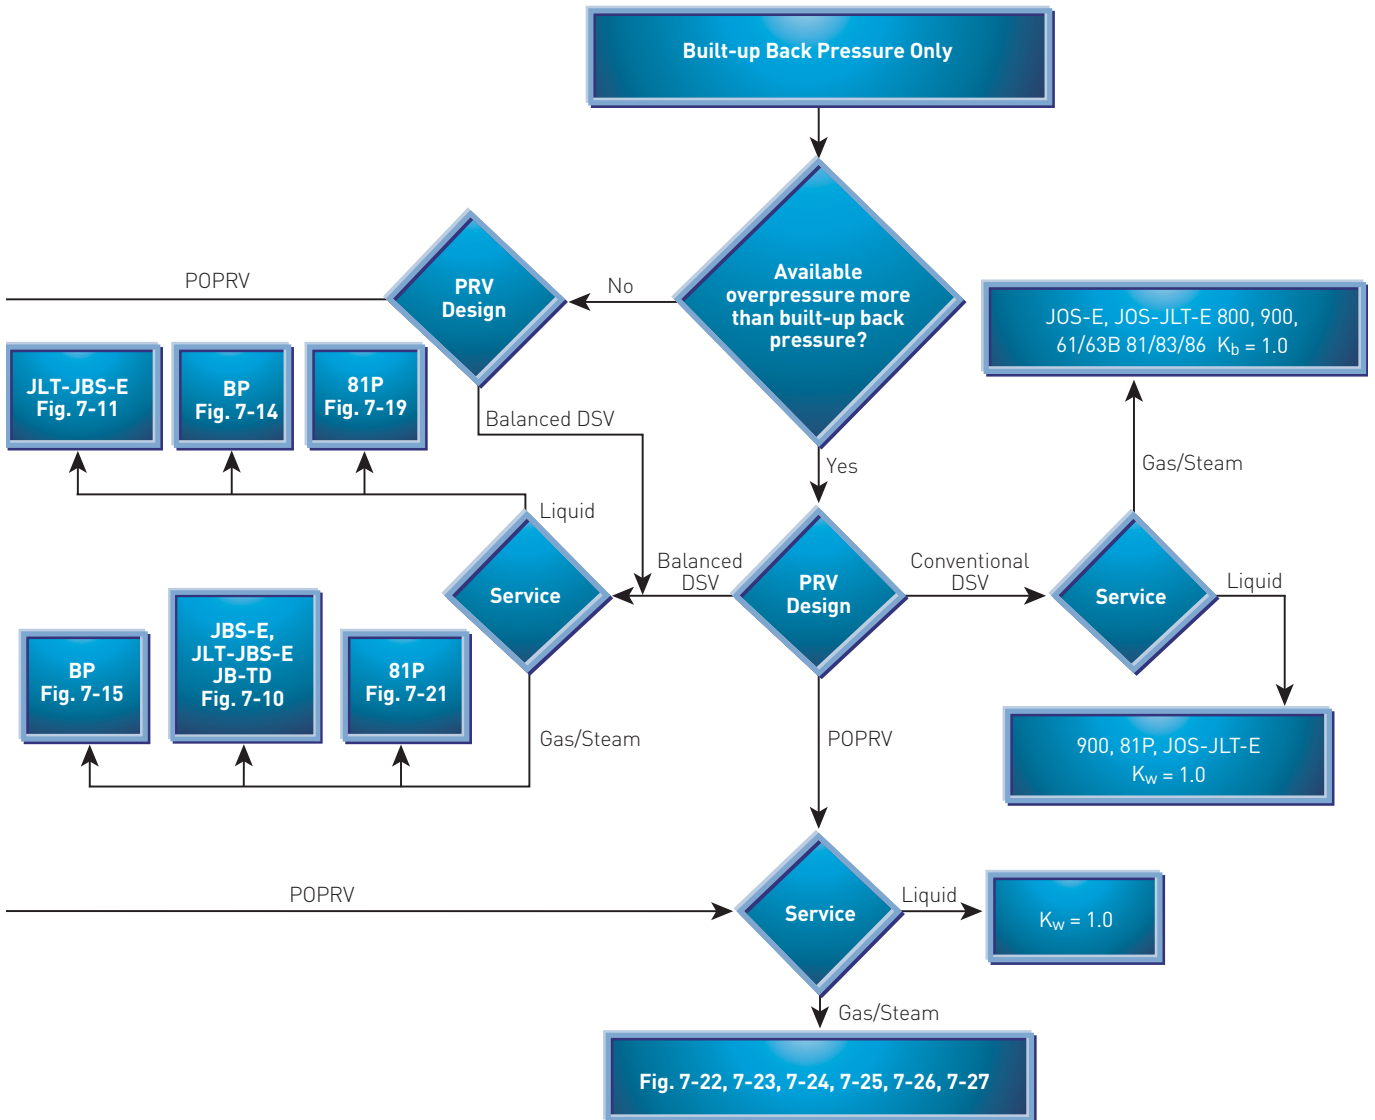 Built-up Back Pressure Only
Available
overpressure more
than built-up back
pressure?
No
PRV
Design
POPRV
JLT-JBS-E
Fig. 7-11
BP
Fig. 7-14
81P
Fig. 7-19
Balanced DSV
JOS-E, JOS-JLT-E 800, 900,
61/63B 81/83/86 Kb = 1.0
Gas/Steam
Yes
Liquid
Service
Balanced
DSV
PRV
Design
Conventional
DSV
Service
Liquid
BP
Fig. 7-15
JBS-E,
JLT-JBS-E
JB-TD
Fig. 7-10
81P
Fig. 7-21
Gas/Steam
POPRV
900, 81P, JOS-JLT-E
Kw = 1.0
POPRV
Service
Liquid
Kw = 1.0
Gas/Steam
Fig. 7-22, 7-23, 7-24, 7-25, 7-26, 7-27